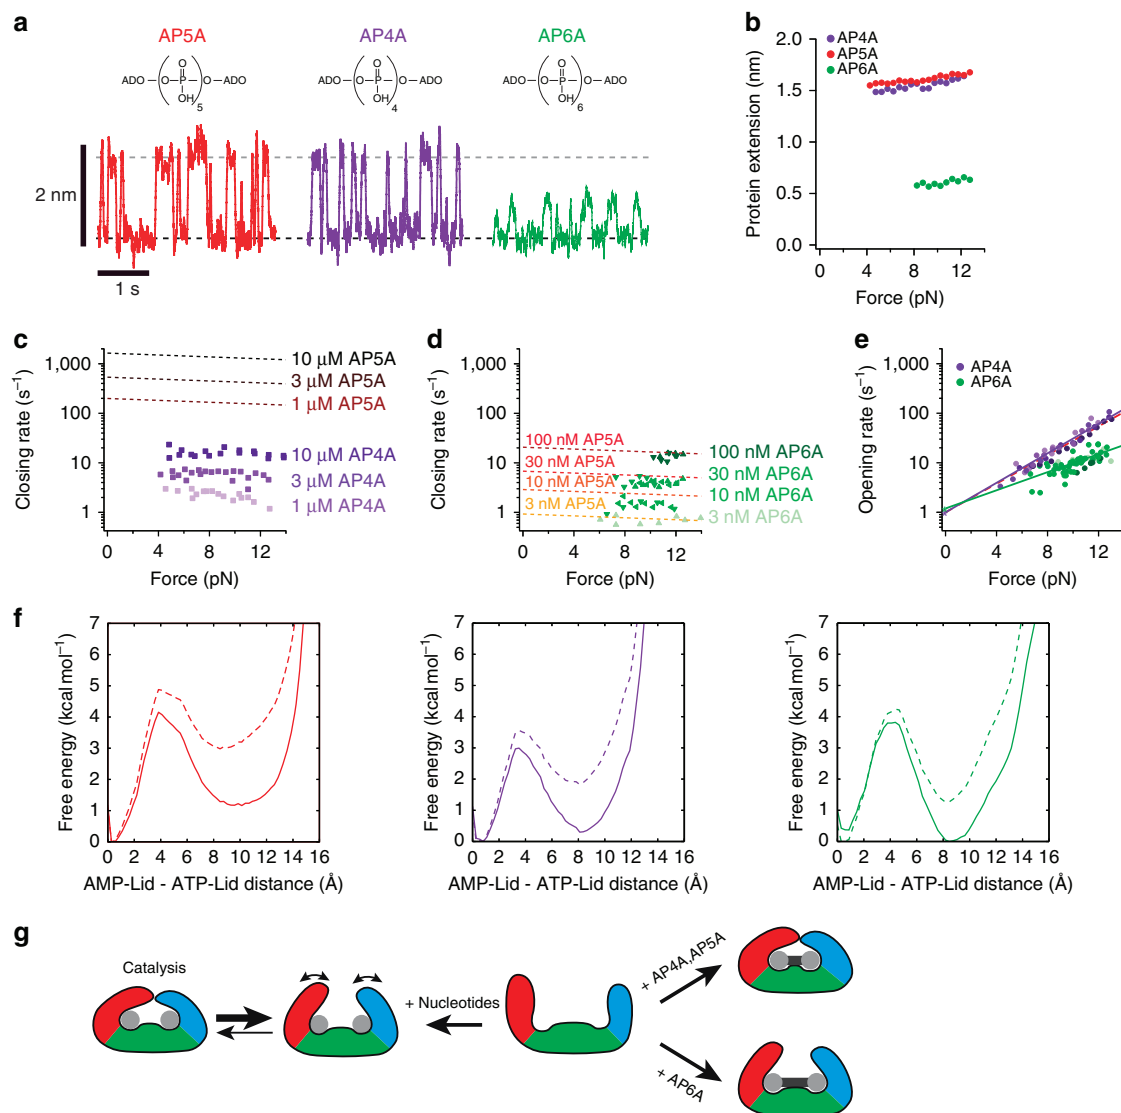 a
AP5A
AP4A
AP6A
ADO O P O ADO
O
OH
5
ADO O P O ADO
O
OH
4
ADO O P O ADO
O
OH
6
2 nm
1 s
b
AP4A
AP5A
AP6A
Protein extension (nm)
2.0
1.5
1.0
0.5
0.0
0 4 8 12
Force (pN)
c
Closing rate (s⁻¹)
1,000
100
10
1
0 4 8 12
Force (pN)
10 µM AP5A
3 µM AP5A
1 µM AP5A
10 µM AP4A
3 µM AP4A
1 µM AP4A
d
Closing rate (s⁻¹)
1,000
100
10
1
0 4 8 12
Force (pN)
100 nM AP5A
30 nM AP5A
10 nM AP5A
3 nM AP5A
100 nM AP6A
30 nM AP6A
10 nM AP6A
3 nM AP6A
e
AP4A
AP6A
Opening rate (s⁻¹)
1,000
100
10
1
0 4 8 12
Force (pN)
f
Free energy (kcal mol⁻¹)
7
6
5
4
3
2
1
0
0 2 4 6 8 10 12 14 16
AMP-Lid - ATP-Lid distance (Å)
Free energy (kcal mol⁻¹)
7
6
5
4
3
2
1
0
0 2 4 6 8 10 12 14 16
AMP-Lid - ATP-Lid distance (Å)
Free energy (kcal mol⁻¹)
7
6
5
4
3
2
1
0
0 2 4 6 8 10 12 14 16
AMP-Lid - ATP-Lid distance (Å)
g
Catalysis
+ Nucleotides
+ AP4A,AP5A
+ AP6A